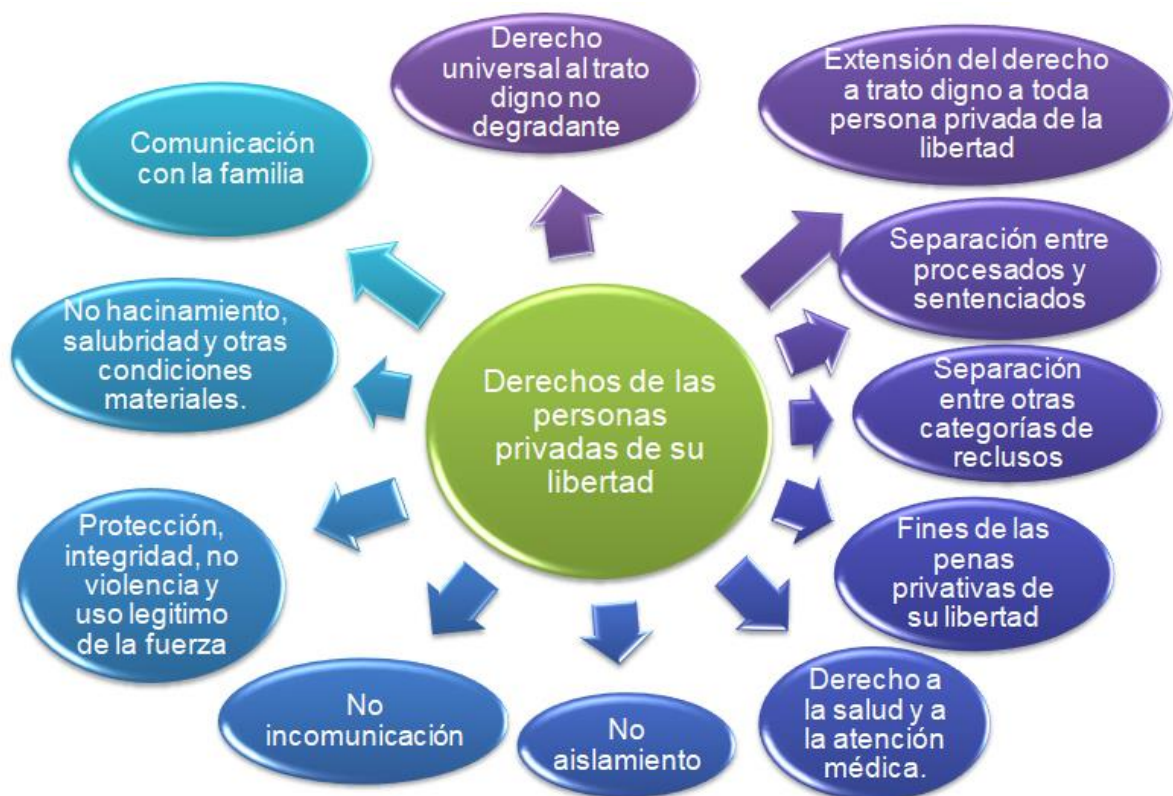 Derecho
universal al trato
digno no
degradante
Extensión del derecho
a trato digno a toda
persona privada de la
libertad
Comunicación
con la familia
Separación entre
procesados y
sentenciados
No hacinamiento,
salubridad y otras
condiciones
materiales.
Derechos de las
personas
privadas de su
libertad
Separación
entre otras
categorías de
reclusos
Protección,
integridad, no
violencia y
uso legitimo
de la fuerza
Fines de las
penas
privativas de
su libertad
No
incomunicación
No
aislamiento
Derecho a
la salud y a
la atención
médica.